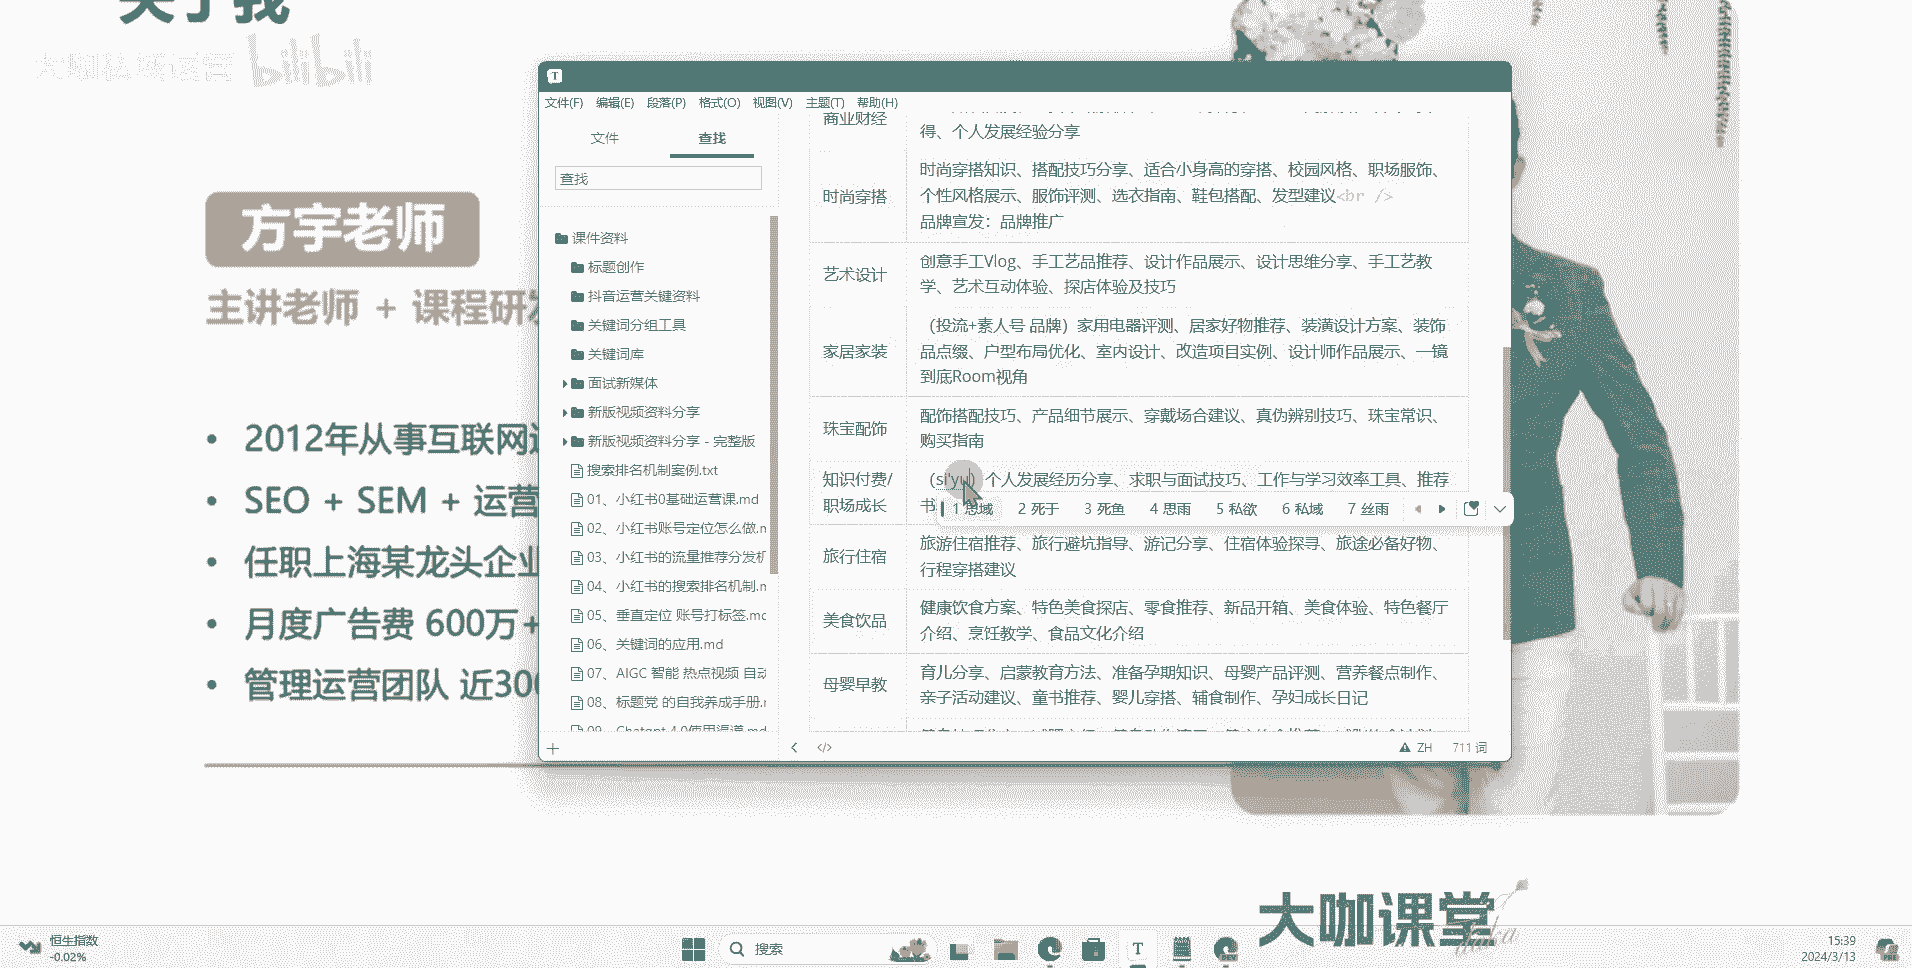 关于我
大咖私域运营 bilibili
方宇老师
主讲老师 + 课程研发
2012年从事互联网运
SEO + SEM + 运营
任职上海某龙头企业
月度广告费 600万+
管理运营团队 近300
T
文件(F) 编辑(E) 段落(P) 格式(O) 视图(V) 主题(T) 帮助(H)
文件 查找
查找
课件资料
标题创作
抖音运营关键资料
关键词分组工具
关键词库
面试新媒体
新版视频资料分享
新版视频资料分享 - 完整版
搜索排名机制案例.txt
01、小红书0基础运营课.md
02、小红书账号定位怎么做.m
03、小红书的流量推荐分发机
04、小红书的搜索排名机制.m
05、垂直定位 账号打标签.mc
06、关键词的应用.md
07、AIGC 智能 热点视频 自动
08、标题党 的自我养成手册.r
09、Chatgpt 4.0使用渠道.md
商业财经
得、个人发展经验分享
时尚穿搭
时尚穿搭知识、搭配技巧分享、适合小身高的穿搭、校园风格、职场服饰、
个性风格展示、服饰评测、选衣指南、鞋包搭配、发型建议<br />
品牌宣发：品牌推广
艺术设计
创意手工Vlog、手工艺品推荐、设计作品展示、设计思维分享、手工艺教
学、艺术互动体验、探店体验及技巧
家居家装
（投流+素人号 品牌）家用电器评测、居家好物推荐、装潢设计方案、装饰
品点缀、户型布局优化、室内设计、改造项目实例、设计师作品展示、一镜
到底Room视角
珠宝配饰
配饰搭配技巧、产品细节展示、穿戴场合建议、真伪辨别技巧、珠宝常识、
购买指南
知识付费/
职场成长
（si'yu）个人发展经历分享、求职与面试技巧、工作与学习效率工具、推荐
书
1 思域 2 死于 3 死鱼 4 思雨 5 私欲 6 私域 7 丝雨
旅行住宿
旅游住宿推荐、旅行避坑指导、游记分享、住宿体验探寻、旅途必备好物、
行程穿搭建议
美食饮品
健康饮食方案、特色美食探店、零食推荐、新品开箱、美食体验、特色餐厅
介绍、烹饪教学、食品文化介绍
母婴早教
育儿分享、启蒙教育方法、准备孕期知识、母婴产品评测、营养餐点制作、
亲子活动建议、童书推荐、婴儿穿搭、辅食制作、孕妇成长日记
ZH 711 词
大咖课堂
daka
恒生指数
-0.02%
搜索
T
DEV
15:39
2024/3/13
PRE